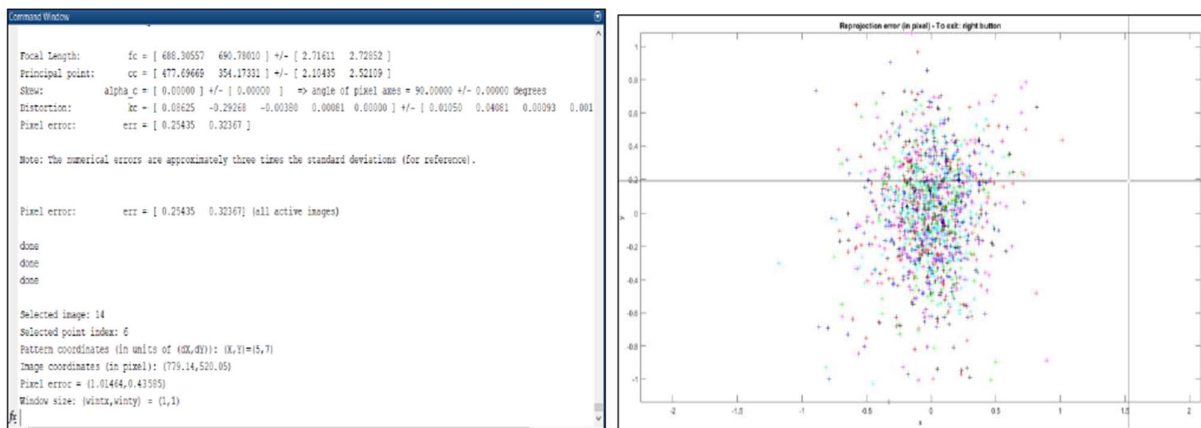 Command Window
Focal Length: fc = [ 688.30557 690.78010 ] +/- [ 2.71611 2.72852 ]
Principal point: cc = [ 477.69669 354.17331 ] +/- [ 2.10435 2.52109 ]
Skew: alpha_c = [ 0.00000 ] +/- [ 0.00000 ] => angle of pixel axes = 90.00000 +/- 0.00000 degrees
Distortion: kc = [ 0.08625 -0.29268 -0.00380 0.00081 0.00000 ] +/- [ 0.01050 0.04081 0.00093 0.001
Pixel error: err = [ 0.25435 0.32367 ]
Note: The numerical errors are approximately three times the standard deviations (for reference).
Pixel error: err = [ 0.25435 0.32367] (all active images)
done
done
done
Selected image: 14
Selected point index: 6
Pattern coordinates (in units of (dX,dY)): (X,Y)=(5,7)
Image coordinates (in pixel): (779.14,520.05)
Pixel error = (1.01464,0.43585)
Window size: (wintx,winty) = (1,1)
fx
Reprojection error (in pixel) - To exit: right button
1
0.8
0.6
0.4
0.2
0
-0.2
-0.4
-0.6
-0.8
-1
y
-2 -1.5 -1 -0.5 0 0.5 1 1.5 2
x